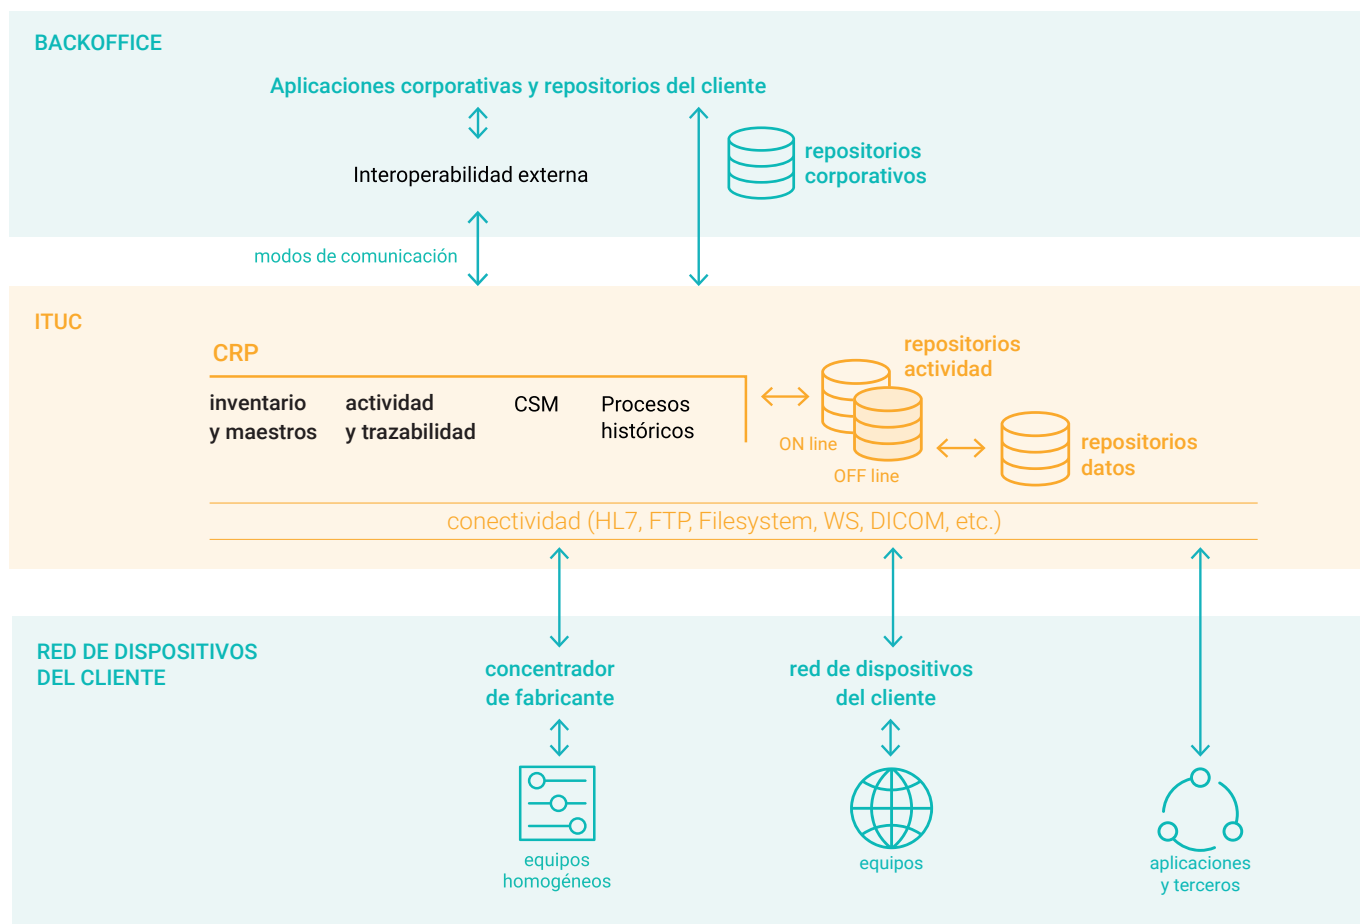 BACKOFFICE
Aplicaciones corporativas y repositorios del cliente
repositorios
corporativos
Interoperabilidad externa
modos de comunicación
ITUC
CRP
repositorios
actividad
inventario
y maestros
actividad
y trazabilidad
CSM
Procesos
históricos
ON line
OFF line
repositorios
datos
conectividad (HL7, FTP, Filesystem, WS, DICOM, etc.)
RED DE DISPOSITIVOS
DEL CLIENTE
concentrador
de fabricante
red de dispositivos
del cliente
equipos
homogéneos
equipos
aplicaciones
y terceros